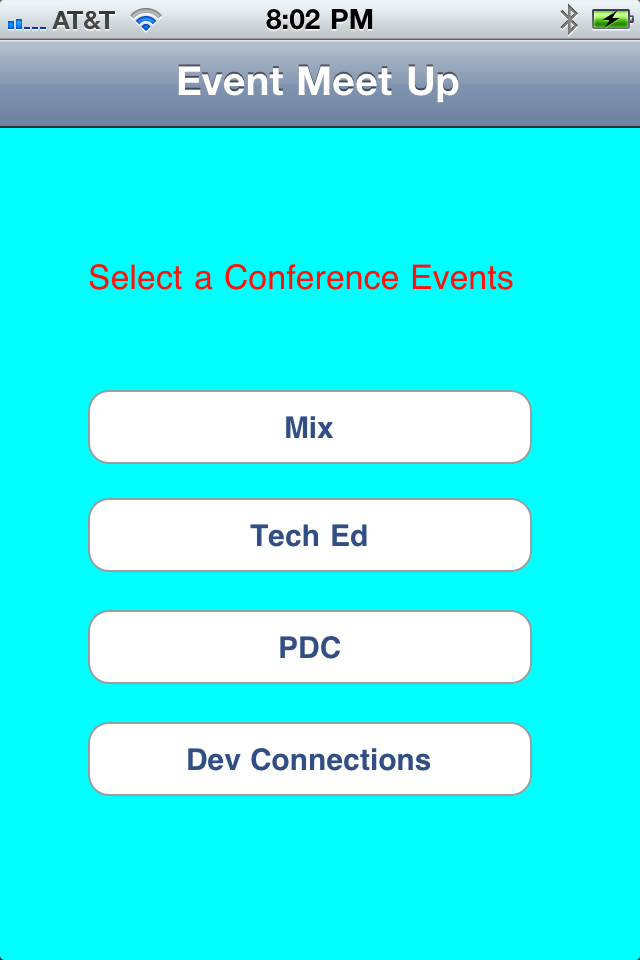 AT&T 8:02 PM
Event Meet Up
Select a Conference Events
Mix
Tech Ed
PDC
Dev Connections